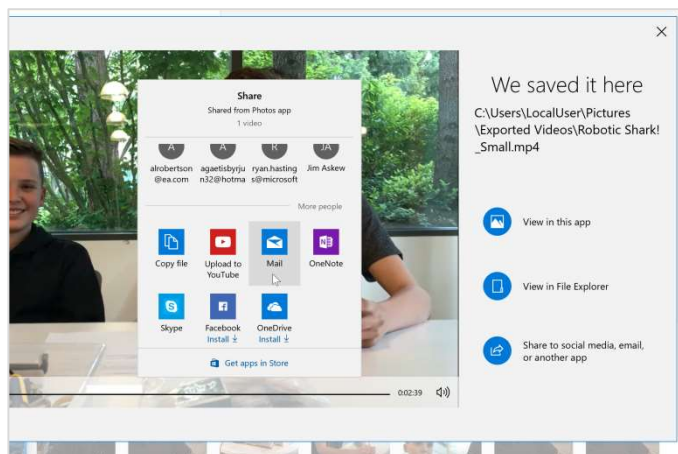 Share
Shared from Photos app
1 video
A
A
R
JA
alrobertson
@ea.com
agaetisbyrju
n32@hotma
ryan.hasting
s@microsoft
Jim Askew
More people
Copy file
Upload to
YouTube
Mail
OneNote
Skype
Facebook
Install
OneDrive
Install
Get apps in Store
0:02:39
We saved it here
C:\Users\LocalUser\Pictures
\Exported Videos\Robotic Shark!
_Small.mp4
View in this app
View in File Explorer
Share to social media, email,
or another app